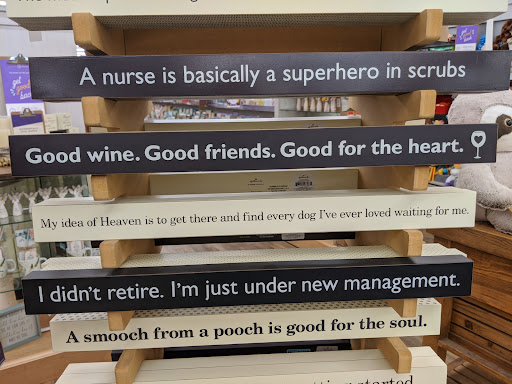 A nurse is basically a superhero in scrubs
Good wine. Good friends. Good for the heart.
My idea of Heaven is to get there and find every dog I've ever loved waiting for me.
I didn't retire. I'm just under new management.
A smooch from a pooch is good for the soul.
started